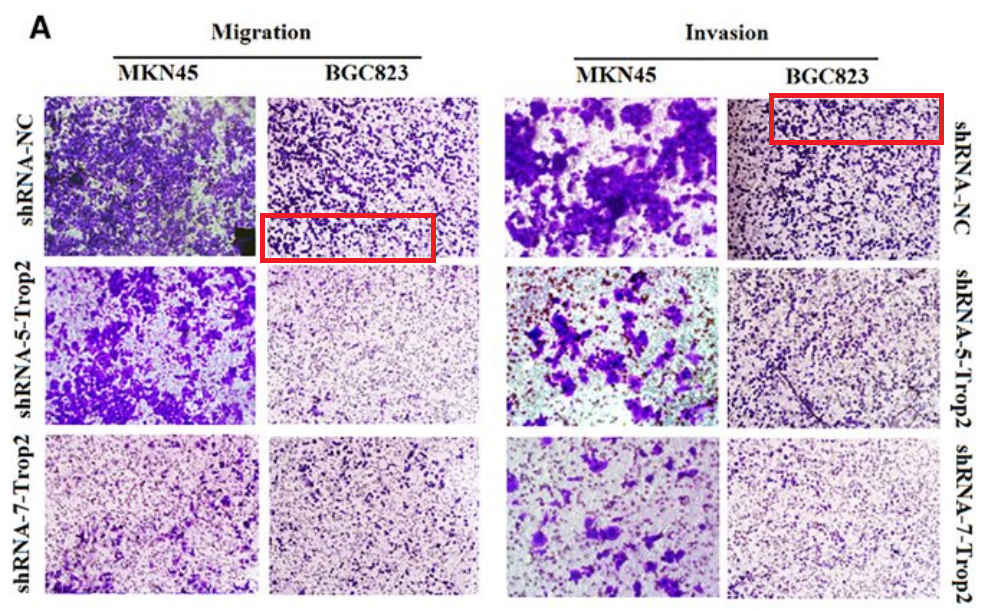 A
Migration
Invasion
MKN45
BGC823
MKN45
BGC823
shRNA-NC
shRNA-NC
shRNA-5-Trop2
shRNA-5-Trop2
shRNA-7-Trop2
shRNA-7-Trop2